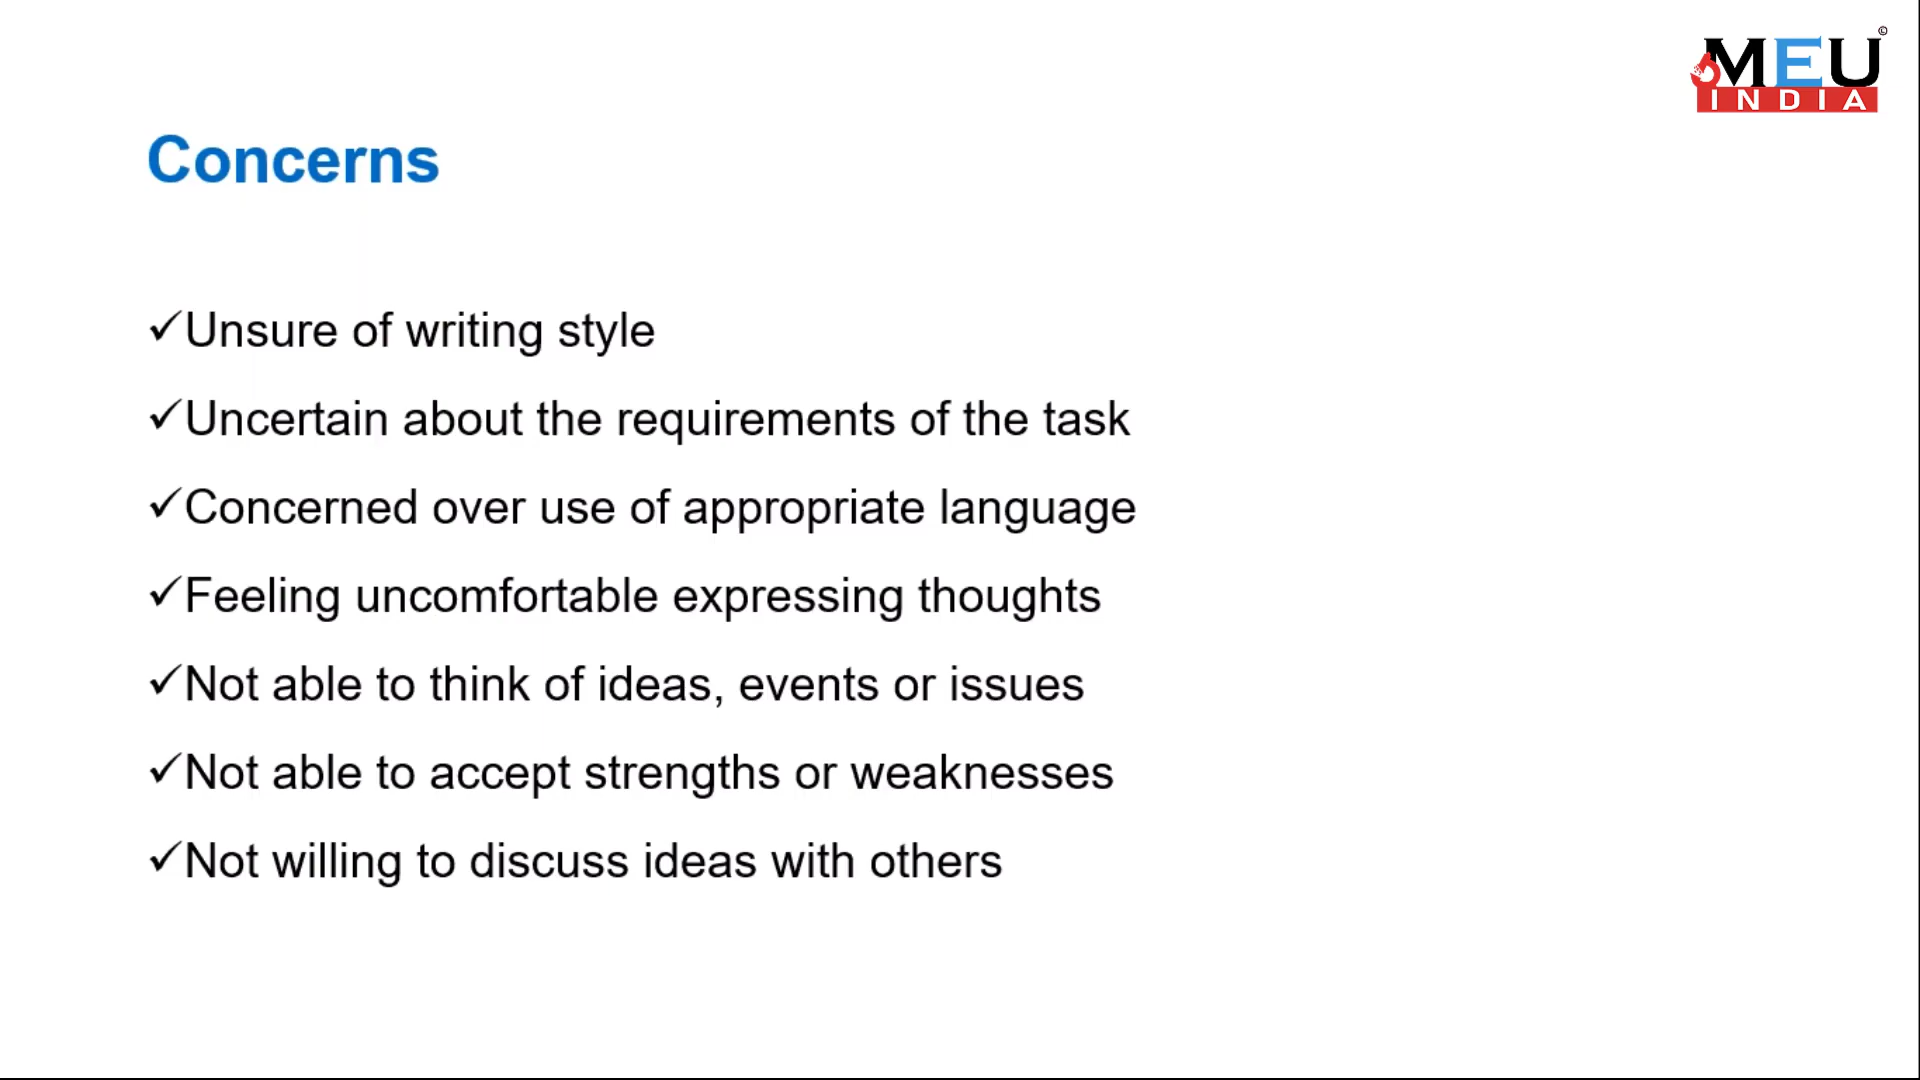 MEU
©
INDIA
Concerns
✓Unsure of writing style
✓Uncertain about the requirements of the task
✓Concerned over use of appropriate language
✓Feeling uncomfortable expressing thoughts
✓Not able to think of ideas, events or issues
✓Not able to accept strengths or weaknesses
✓Not willing to discuss ideas with others